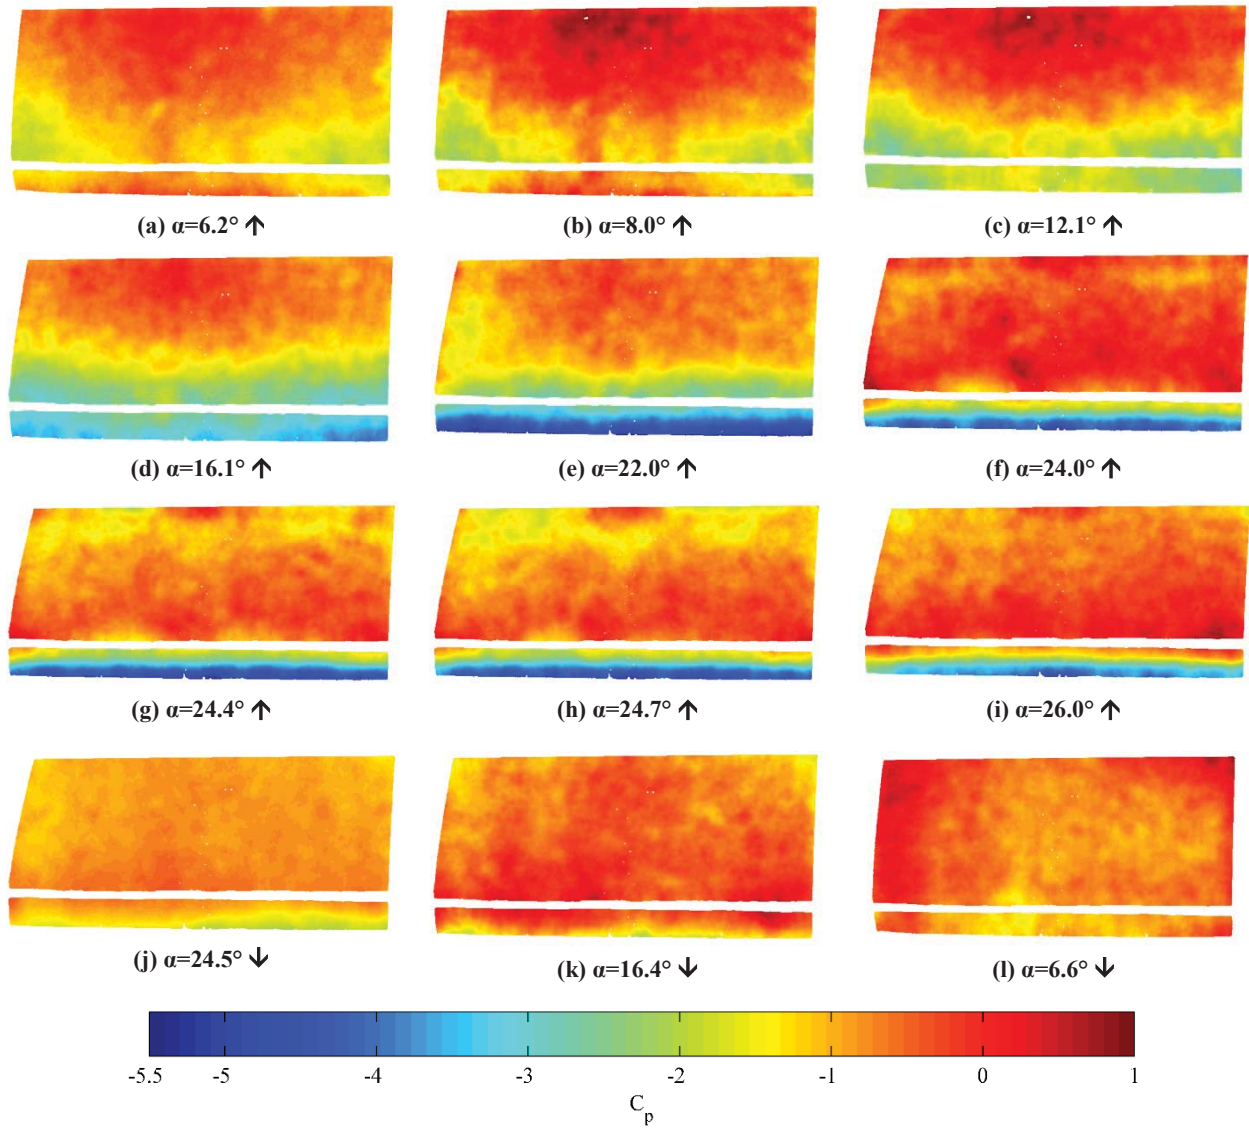 (a) α=6.2° ↑
(b) α=8.0° ↑
(c) α=12.1° ↑
(d) α=16.1° ↑
(e) α=22.0° ↑
(f) α=24.0° ↑
(g) α=24.4° ↑
(h) α=24.7° ↑
(i) α=26.0° ↑
(j) α=24.5° ↓
(k) α=16.4° ↓
(l) α=6.6° ↓
-5.5 -5 -4 -3 -2 -1 0 1
Cp